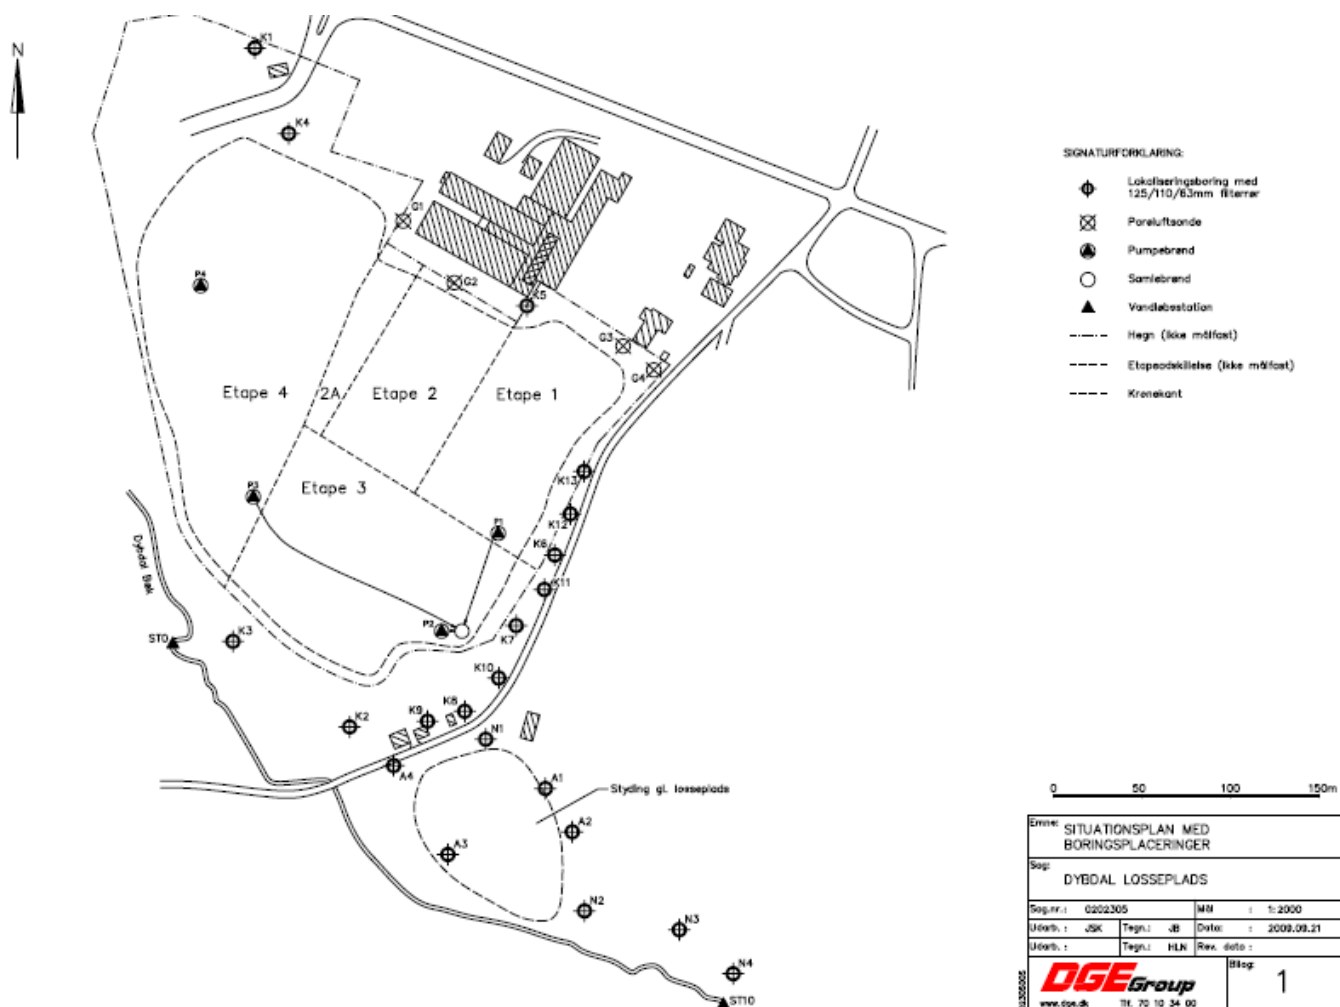 N
K1
K4
G1
G2
P4
K5
G3
G4
Etape 4
2A
Etape 2
Etape 1
P3
Etape 3
K13
K12
P1
K6
K11
Dybdal Bæk
ST0
K3
P2
K7
K10
K2
K9
K8
N1
A4
A1
Styding gl. losseplads
A2
A3
N2
N3
N4
ST10
SIGNATURFORKLARING:
Lokaliseringsboring med
125/110/63mm filterrør
Poreluftsonde
Pumpebrønd
Samlebrønd
Vandløbsstation
Hegn (ikke målfast)
Etapeadskillelse (ikke målfast)
Kronekant
0 50 100 150m
Emne: SITUATIONSPLAN MED
BORINGSPLACERINGER
Sag:
DYBDAL LOSSEPLADS
Sag.nr.: 0202305 Mål : 1:2000
Udarb. : JSK Tegn.: JB Dato: : 2009.09.21
Udarb. : Tegn.: HLN Rev. dato :
DGE Group
www.dge.dk Tlf. 70 10 34 00
Bilag:
1